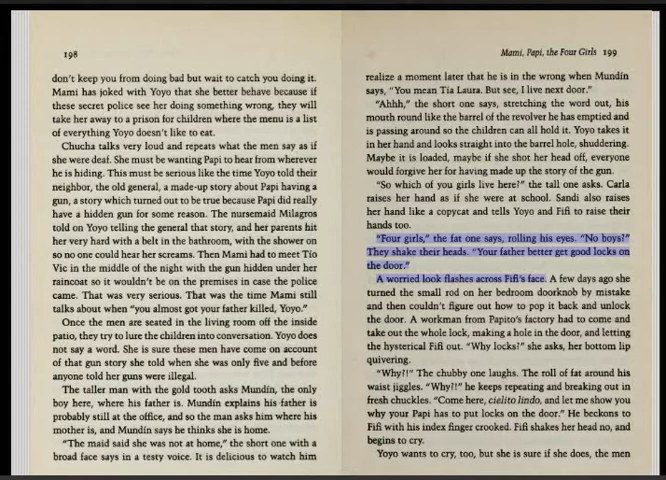 198
don't keep you from doing bad but wait to catch you doing it.
Mami has joked with Yoyo that she better behave because if
these secret police see her doing something wrong, they will
take her away to a prison for children where the menu is a list
of everything Yoyo doesn't like to eat.
Chucha talks very loud and repeats what the men say as if
she were deaf. She must be wanting Papi to hear from wherever
he is hiding. This must be serious like the time Yoyo told their
neighbor, the old general, a made-up story about Papi having a
gun, a story which turned out to be true because Papi did really
have a hidden gun for some reason. The nursemaid Milagros
told on Yoyo telling the general that story, and her parents hit
her very hard with a belt in the bathroom, with the shower on
so no one could hear her screams. Then Mami had to meet Tío
Vic in the middle of the night with the gun hidden under her
raincoat so it wouldn't be on the premises in case the police
came. That was very serious. That was the time Mami still
talks about when "you almost got your father killed, Yoyo."
Once the men are seated in the living room off the inside
patio, they try to lure the children into conversation. Yoyo does
not say a word. She is sure these men have come on account
of that gun story she told when she was only five and before
anyone told her guns were illegal.
The taller man with the gold tooth asks Mundín, the only
boy here, where his father is. Mundín explains his father is
probably still at the office, and so the man asks him where his
mother is, and Mundín says he thinks she is home.
"The maid said she was not at home," the short one with a
broad face says in a testy voice. It is delicious to watch him
Mami, Papi, the Four Girls 199
realize a moment later that he is in the wrong when Mundín
says, "You mean Tía Laura. But see, I live next door."
"Ahhh," the short one says, stretching the word out, his
mouth round like the barrel of the revolver he has emptied and
is passing around so the children can all hold it. Yoyo takes it
in her hand and looks straight into the barrel hole, shuddering.
Maybe it is loaded, maybe if she shot her head off, everyone
would forgive her for having made up the story of the gun.
"So which of you girls live here?" the tall one asks. Carla
raises her hand as if she were at school. Sandi also raises
her hand like a copycat and tells Yoyo and Fifi to raise their
hands too.
"Four girls," the fat one says, rolling his eyes. "No boys?"
They shake their heads. "Your father better get good locks on
the door."
A worried look flashes across Fifi's face. A few days ago she
turned the small rod on her bedroom doorknob by mistake
and then couldn't figure out how to pop it back and unlock
the door. A workman from Papito's factory had to come and
take out the whole lock, making a hole in the door, and letting
the hysterical Fifi out. "Why locks?" she asks, her bottom lip
quivering.
"Why?!" The chubby one laughs. The roll of fat around his
waist jiggles. "Why?!" he keeps repeating and breaking out in
fresh chuckles. "Come here, cielito lindo, and let me show you
why your Papi has to put locks on the door." He beckons to
Fifi with his index finger crooked. Fifi shakes her head no, and
begins to cry.
Yoyo wants to cry, too, but she is sure if she does, the men